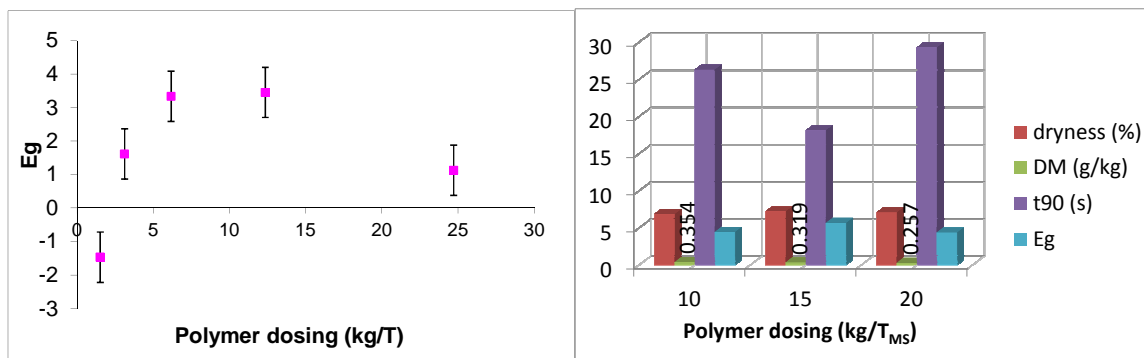 5
4
3
2
1
0
-1
-2
-3
Eg
0 5 10 15 20 25 30
Polymer dosing (kg/T)
30
25
20
15
10
5
0
0.354
0.319
0.257
10 15 20
Polymer dosing (kg/TMS)
dryness (%)
DM (g/kg)
t90 (s)
Eg